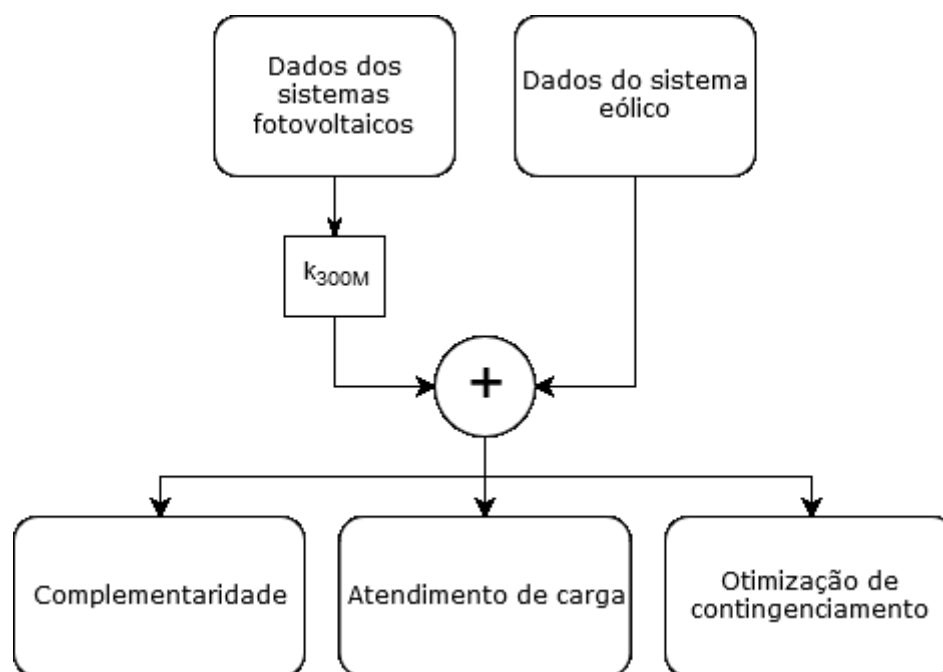 Dados dos
sistemas
fotovoltaicos
Dados do sistema
eólico
k300M
+
Complementaridade
Atendimento de carga
Otimização de
contingenciamento